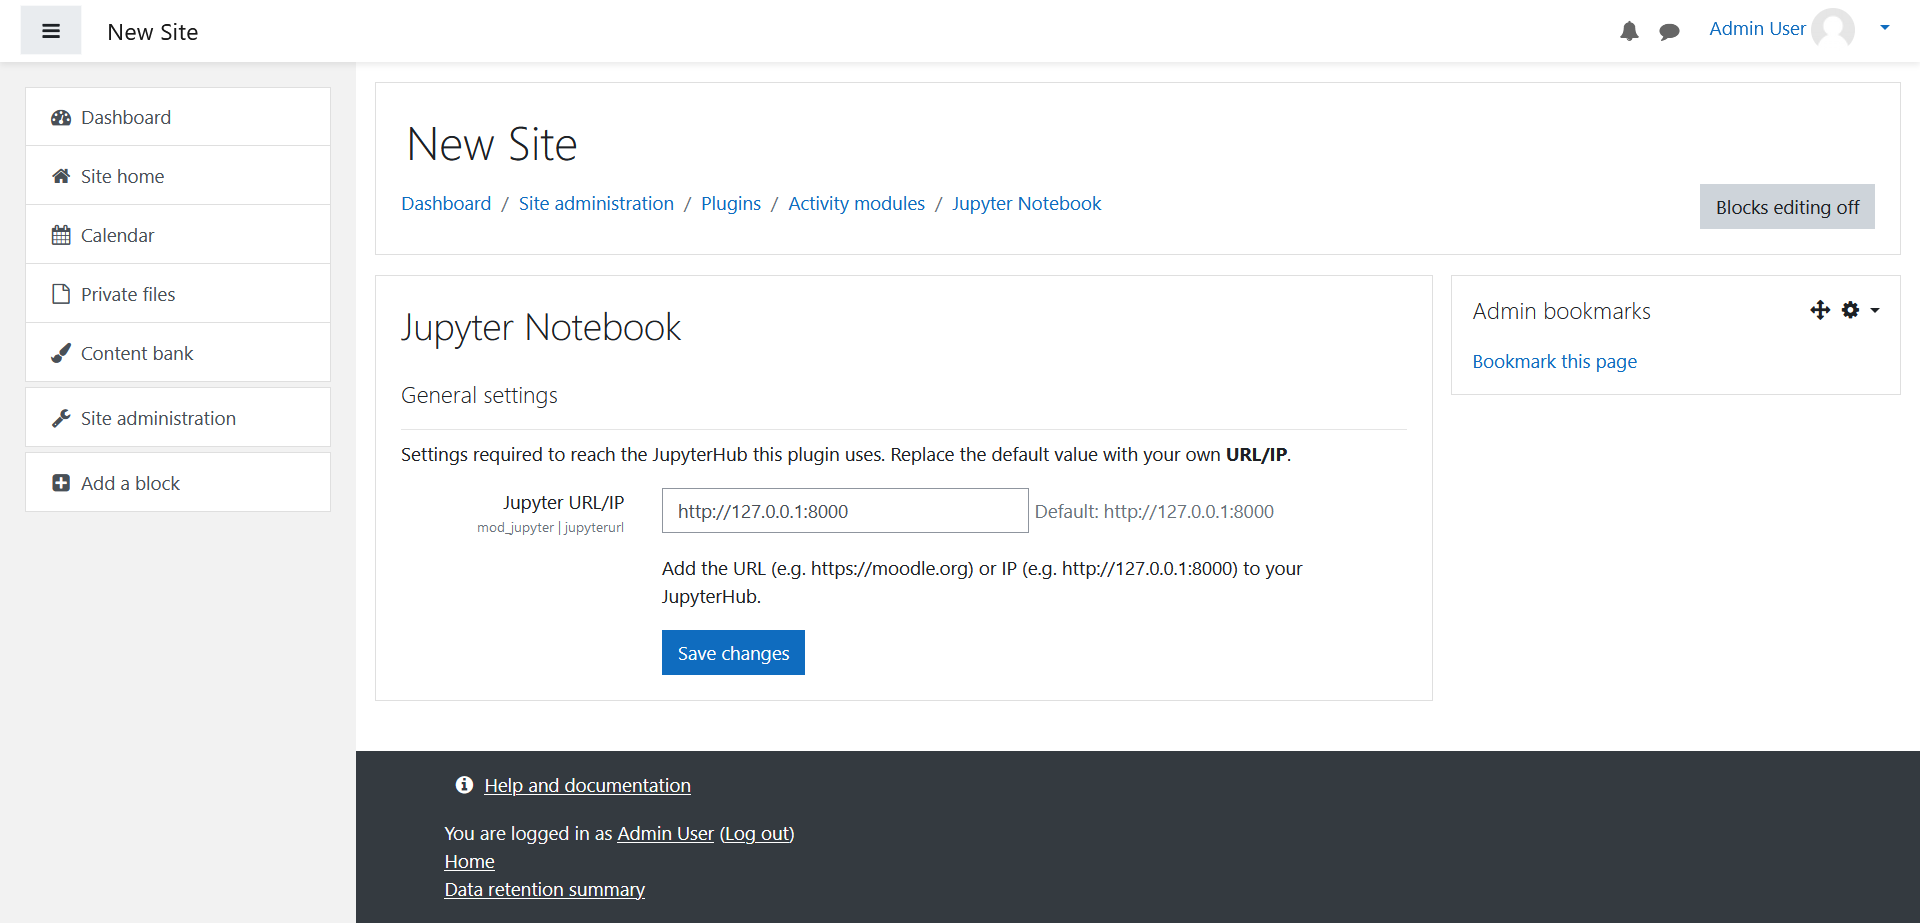 New Site
Admin User
Dashboard
Site home
Calendar
Private files
Content bank
Site administration
Add a block
New Site
Dashboard / Site administration / Plugins / Activity modules / Jupyter Notebook
Blocks editing off
Jupyter Notebook
General settings
Settings required to reach the JupyterHub this plugin uses. Replace the default value with your own URL/IP.
Jupyter URL/IP
mod_jupyter | jupyterurl
http://127.0.0.1:8000 Default: http://127.0.0.1:8000
Add the URL (e.g. https://moodle.org) or IP (e.g. http://127.0.0.1:8000) to your
JupyterHub.
Save changes
Admin bookmarks
Bookmark this page
Help and documentation
You are logged in as Admin User (Log out)
Home
Data retention summary